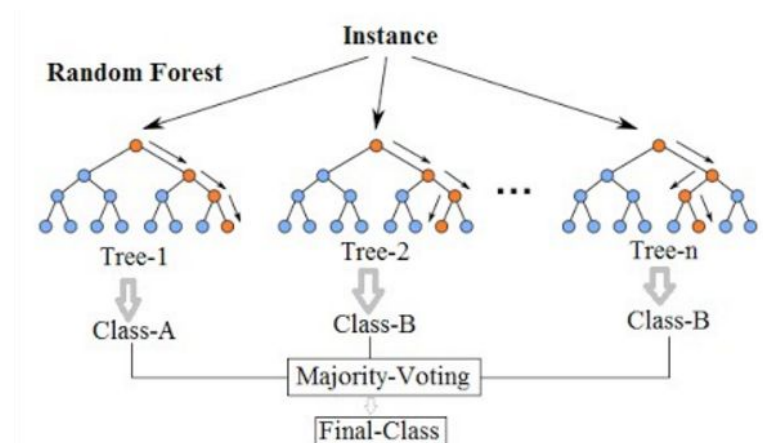 Instance
Random Forest
...
Tree-1
Tree-2
Tree-n
Class-A
Class-B
Class-B
Majority-Voting
Final-Class